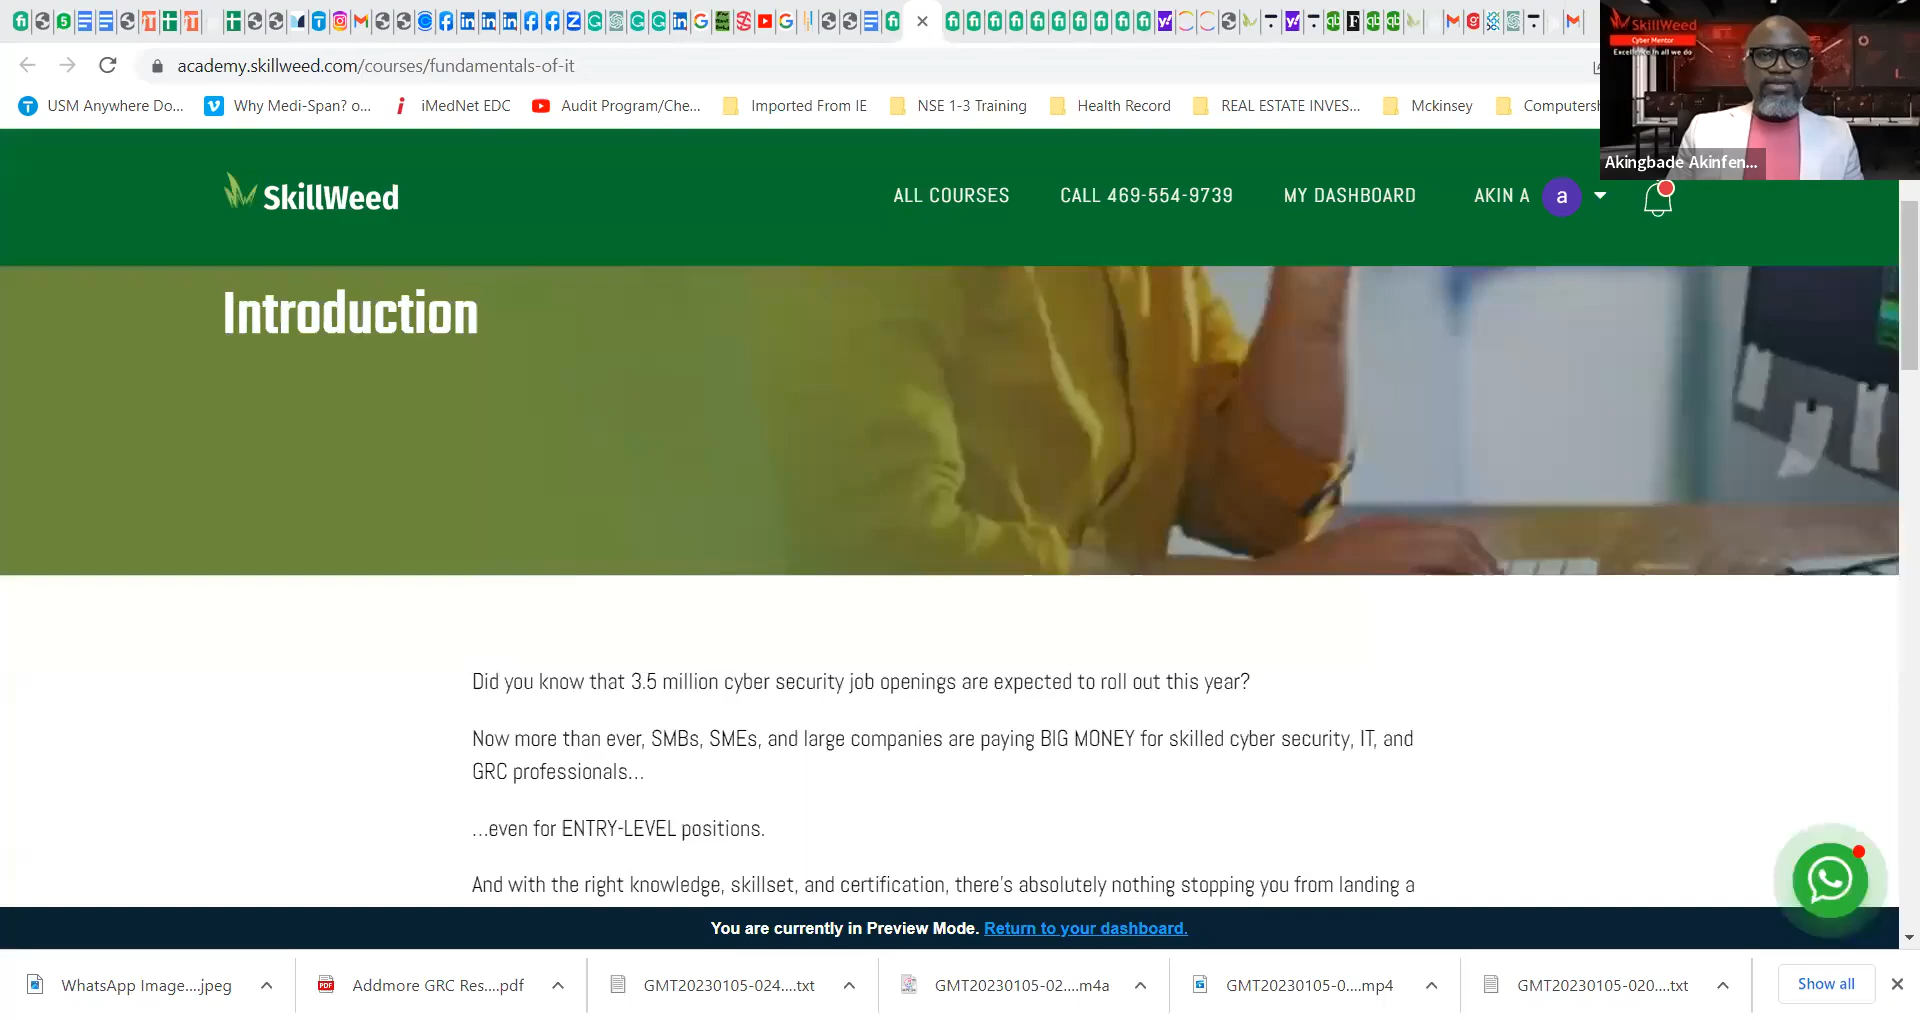 academy.skillweed.com/courses/fundamentals-of-it
USM Anywhere Do...
Why Medi-Span? o...
iMedNet EDC
Audit Program/Che...
Imported From IE
NSE 1-3 Training
Health Record
REAL ESTATE INVES...
Mckinsey
SkillWeed
Cyber Mentor
Excellence in all we do
Akingbade Akinfen...
SkillWeed
ALL COURSES
CALL 469-554-9739
MY DASHBOARD
AKIN A
a
Introduction
Did you know that 3.5 million cyber security job openings are expected to roll out this year?
Now more than ever, SMBs, SMEs, and large companies are paying BIG MONEY for skilled cyber security, IT, and
GRC professionals...
...even for ENTRY-LEVEL positions.
And with the right knowledge, skillset, and certification, there's absolutely nothing stopping you from landing a
You are currently in Preview Mode. Return to your dashboard.
WhatsApp Image....jpeg
Addmore GRC Res....pdf
GMT20230105-024....txt
GMT20230105-02....m4a
GMT20230105-0....mp4
GMT20230105-020....txt
Show all